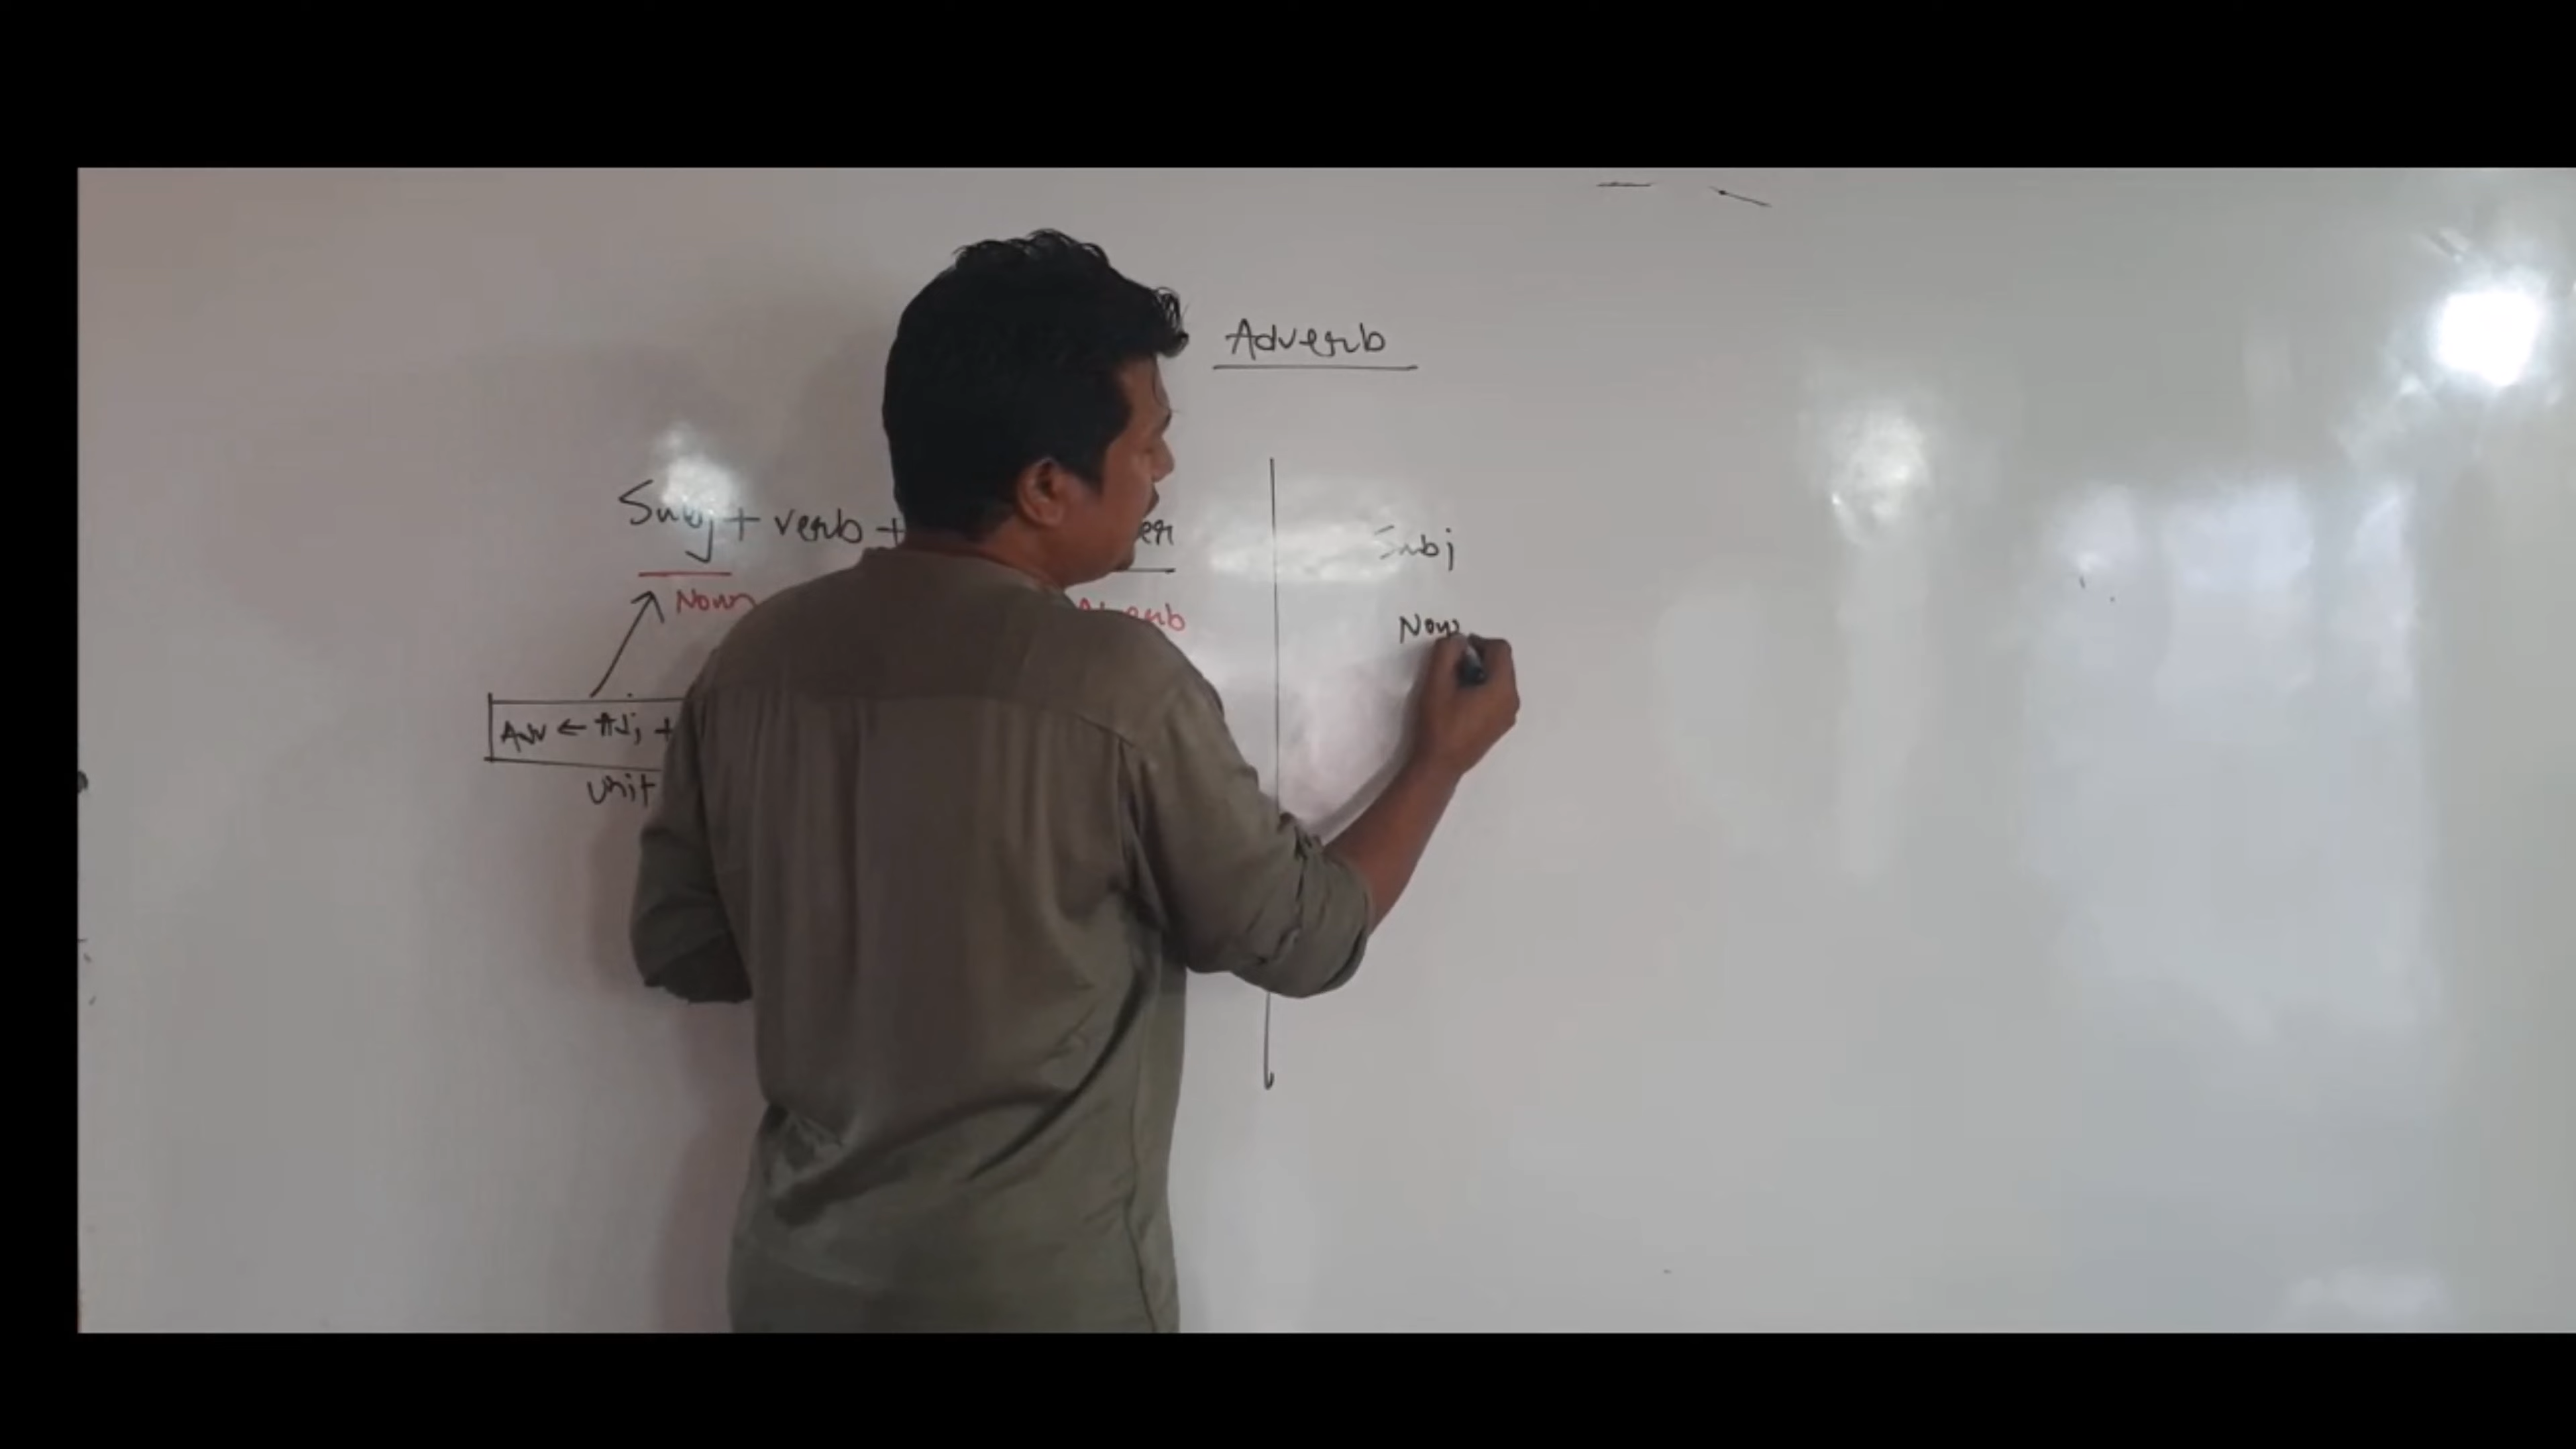 Adverb
Subj + verb +
Noun
Adv ← Adj +
unit
Subj
Noun